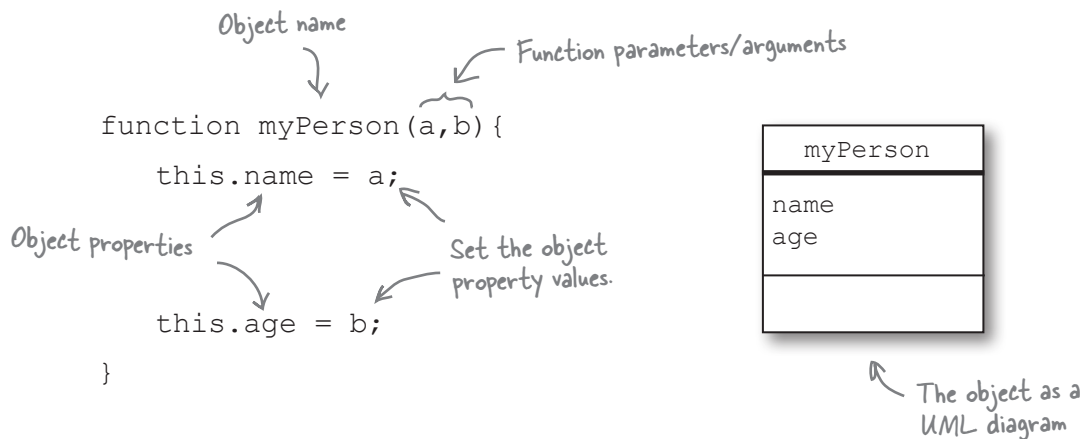 Object name
Function parameters/arguments
function myPerson(a,b){
this.name = a;
Object properties
Set the object
property values.
this.age = b;
}
myPerson
name
age
The object as a
UML diagram